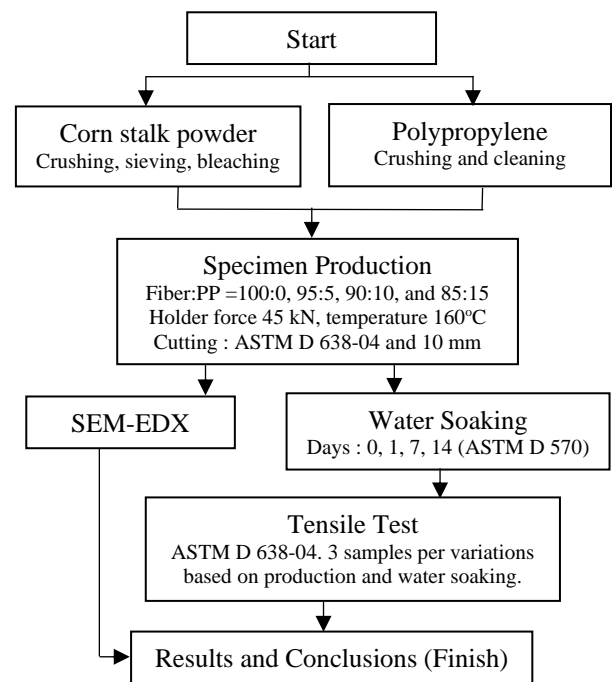 Start
Corn stalk powder
Crushing, sieving, bleaching
Polypropylene
Crushing and cleaning
Specimen Production
Fiber:PP =100:0, 95:5, 90:10, and 85:15
Holder force 45 kN, temperature 160°C
Cutting : ASTM D 638-04 and 10 mm
SEM-EDX
Water Soaking
Days : 0, 1, 7, 14 (ASTM D 570)
Tensile Test
ASTM D 638-04. 3 samples per variations
based on production and water soaking.
Results and Conclusions (Finish)